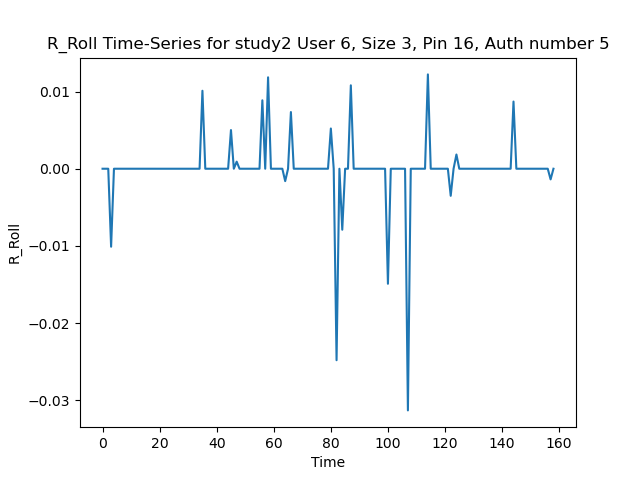 R_Roll Time-Series for study2 User 6, Size 3, Pin 16, Auth number 5
0.01
0.00
−0.01
−0.02
−0.03
R_Roll
0 20 40 60 80 100 120 140 160
Time